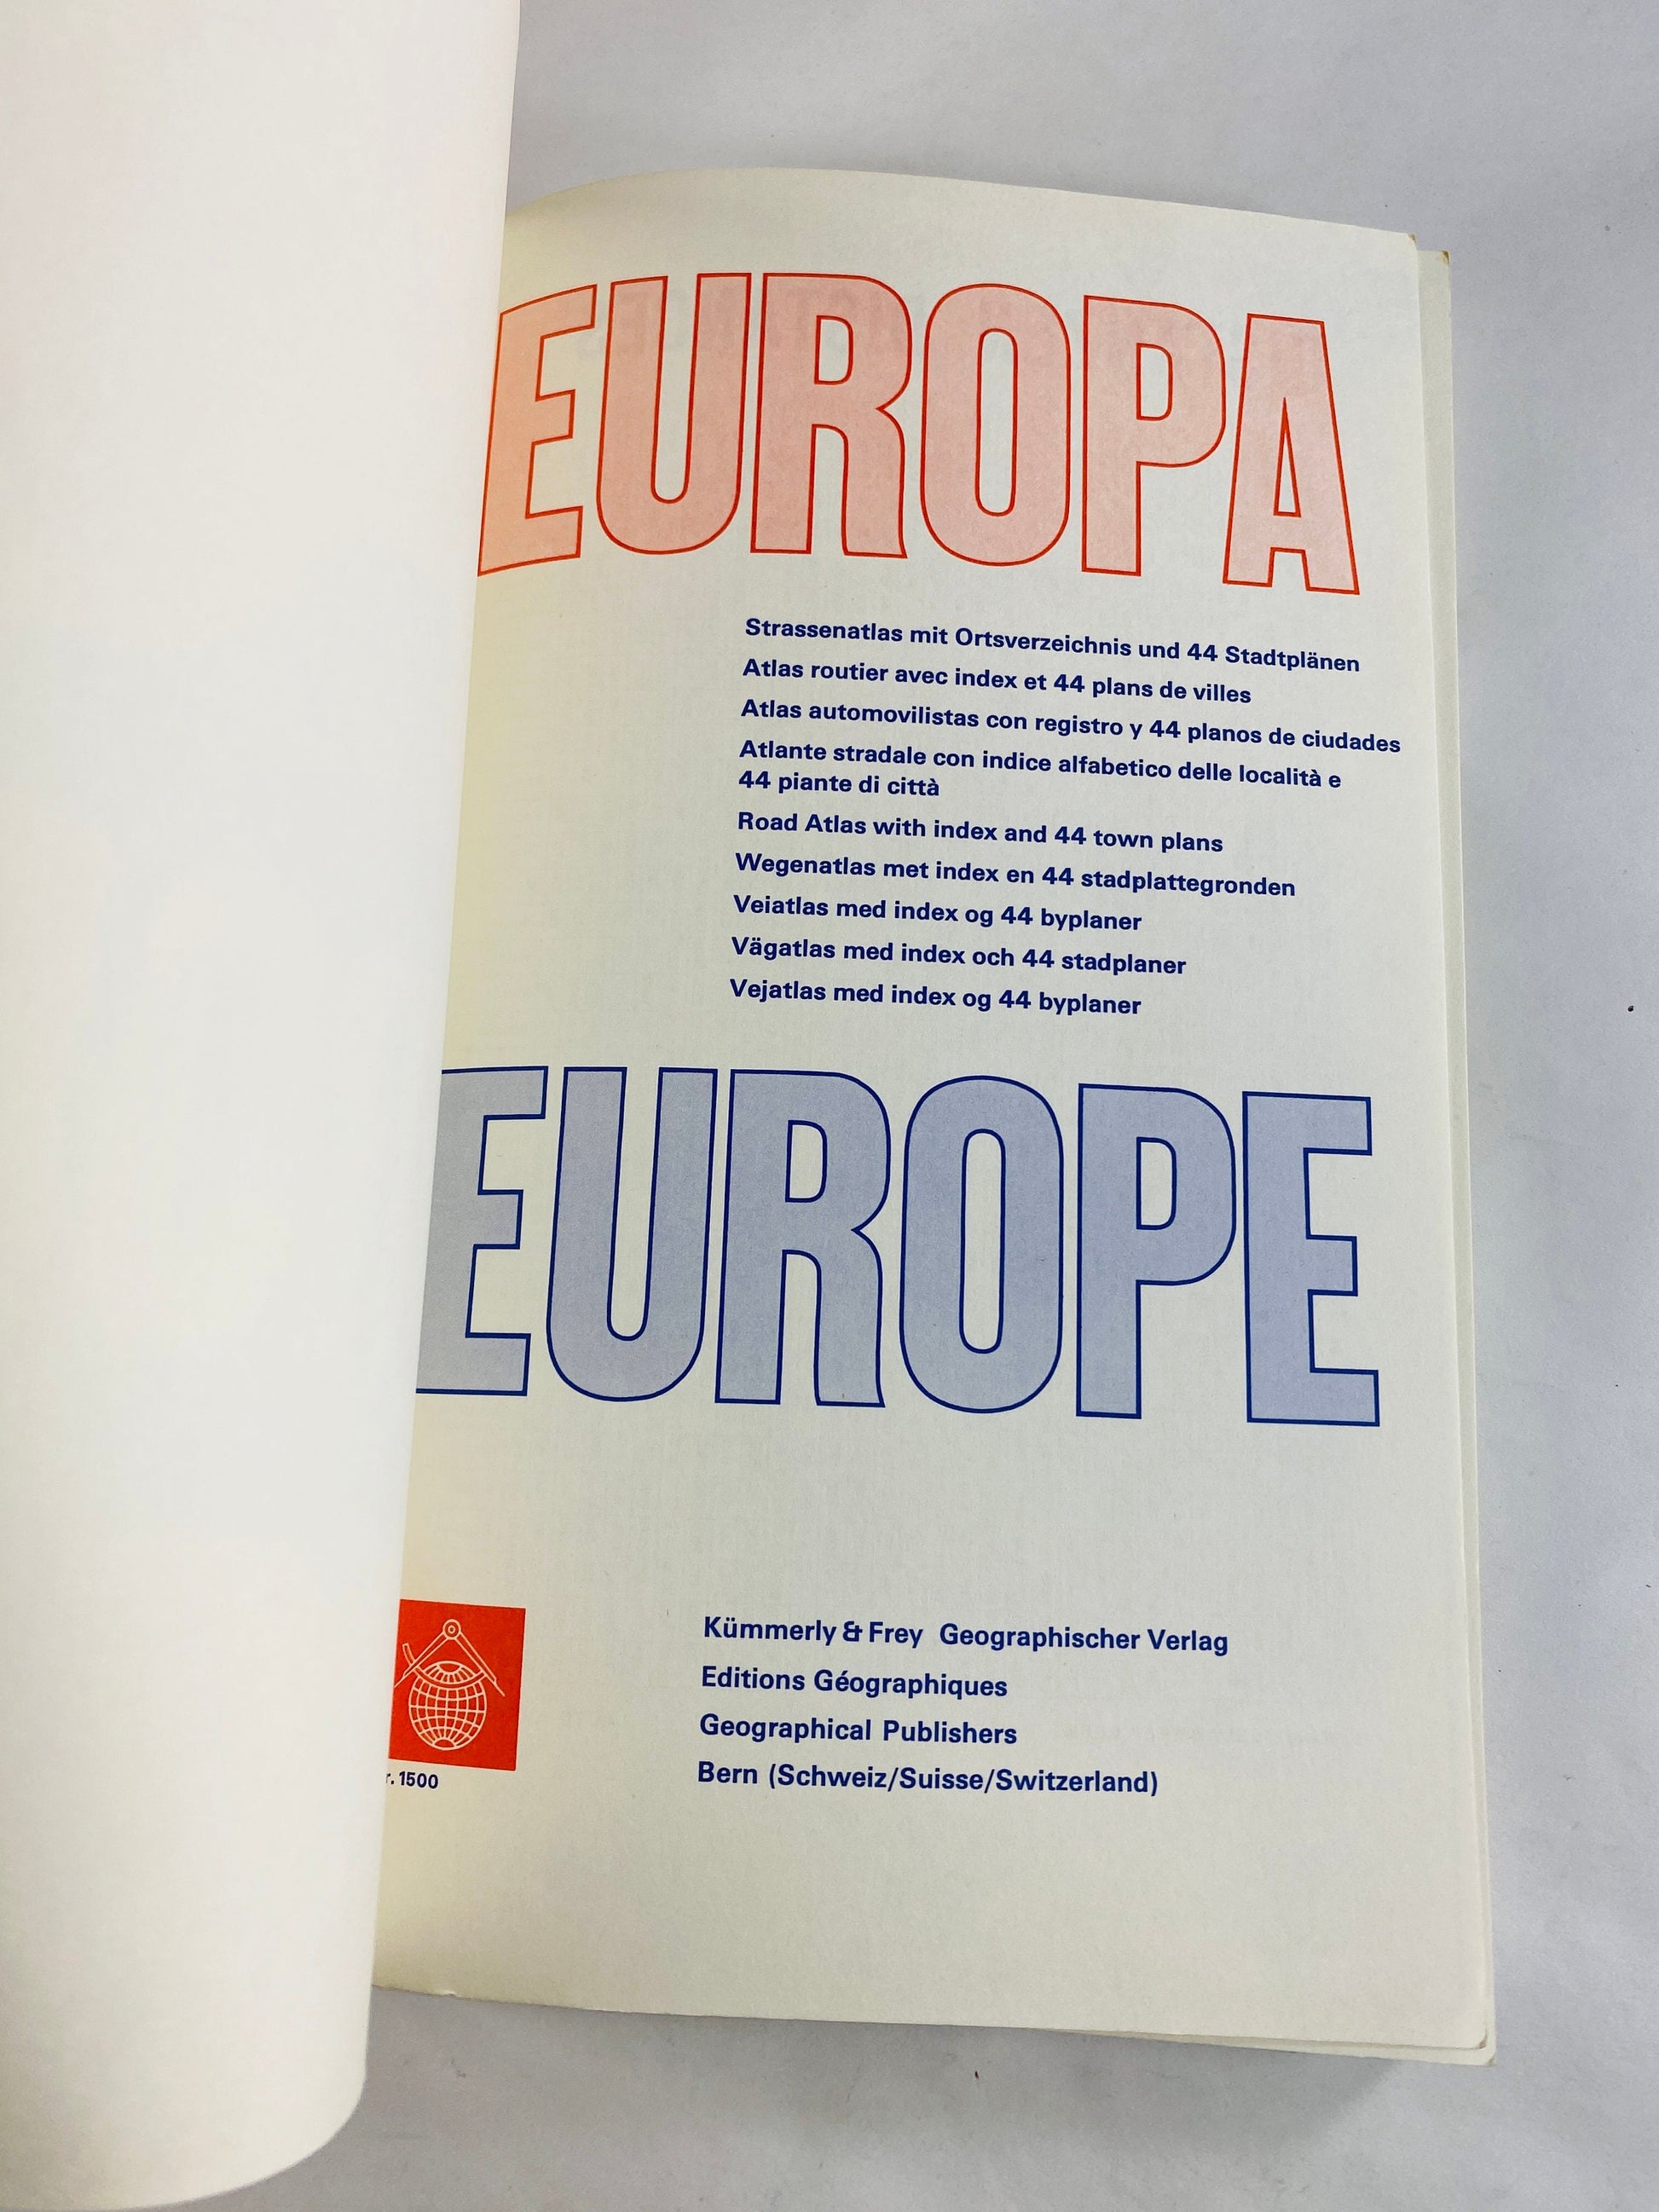 EUROPA
Strassenatlas mit Ortsverzeichnis und 44 Stadtplänen
Atlas routier avec index et 44 plans de villes
Atlas automovilistas con registro y 44 planos de ciudades
Atlante stradale con indice alfabetico delle località e
44 piante di città
Road Atlas with index and 44 town plans
Wegenatlas met index en 44 stadplattegronden
Veiatlas med index og 44 byplaner
Vägatlas med index och 44 stadplaner
Vejatlas med index og 44 byplaner
EUROPE
Kümmerly & Frey Geographischer Verlag
Editions Géographiques
Geographical Publishers
Bern (Schweiz/Suisse/Switzerland)
1500